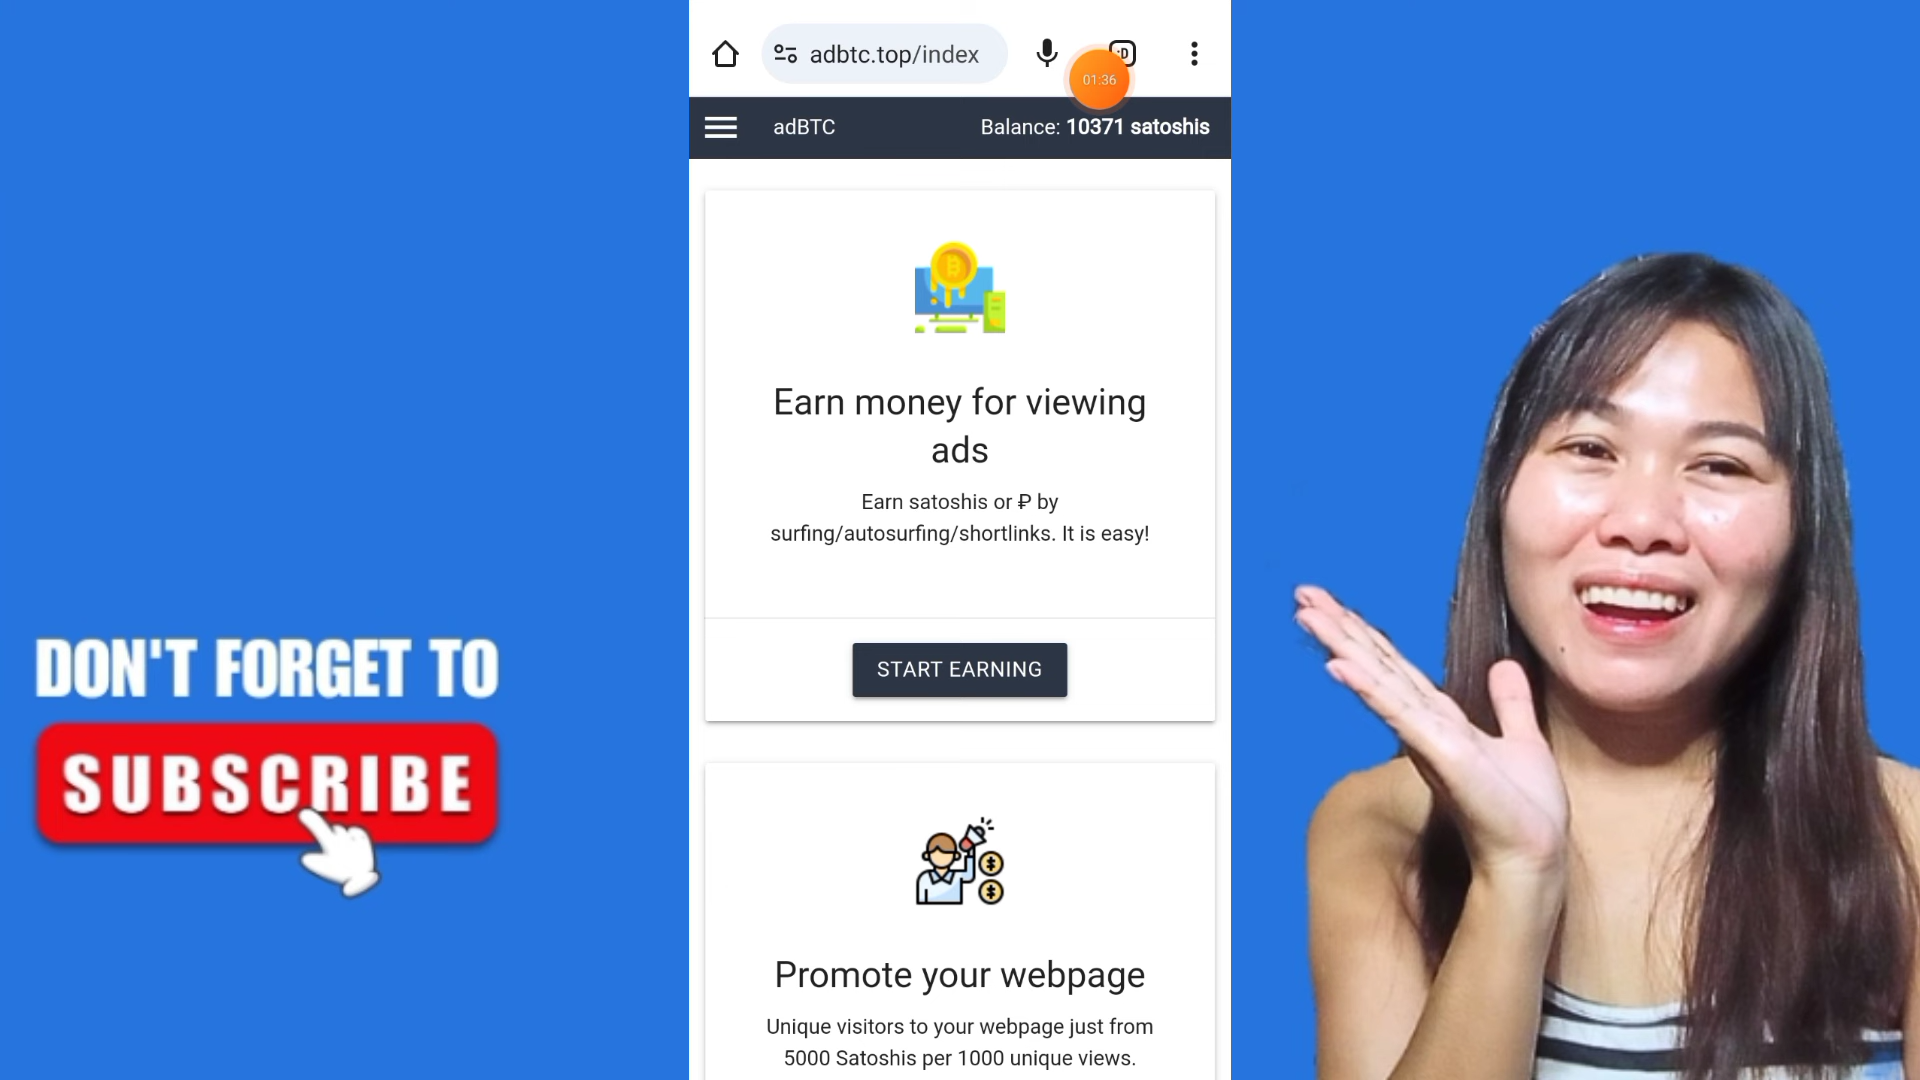 adbtc.top/index
:D
01:36
adBTC
Balance: 10371 satoshis
Earn money for viewing
ads
Earn satoshis or ₽ by
surfing/autosurfing/shortlinks. It is easy!
START EARNING
Promote your webpage
Unique visitors to your webpage just from
5000 Satoshis per 1000 unique views.
DON'T FORGET TO
SUBSCRIBE